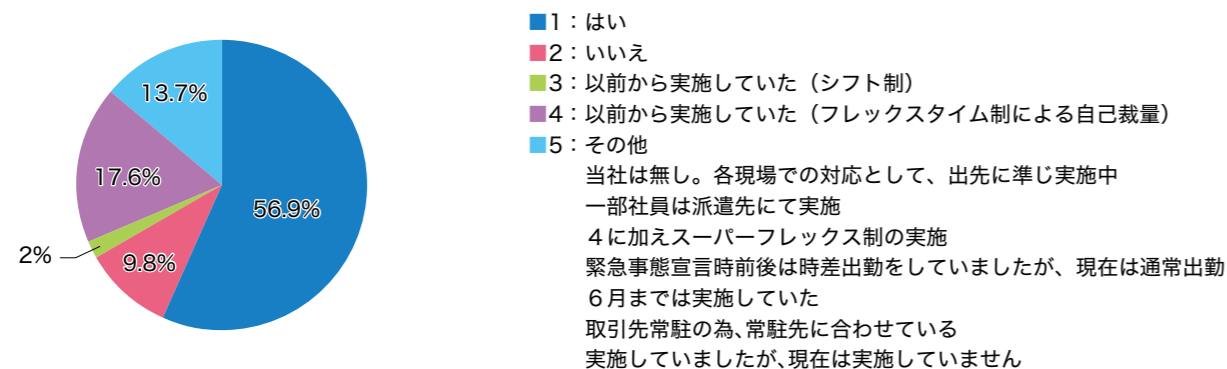 13.7%
17.6%
56.9%
2%
9.8%
■1：はい
■2：いいえ
■3：以前から実施していた（シフト制）
■4：以前から実施していた（フレックスタイム制による自己裁量）
■5：その他
当社は無し。各現場での対応として、出先に準じ実施中
一部社員は派遣先にて実施
４に加えスーパーフレックス制の実施
緊急事態宣言時前後は時差出勤をしていましたが、現在は通常出勤
６月までは実施していた
取引先常駐の為、常駐先に合わせている
実施していましたが、現在は実施していません